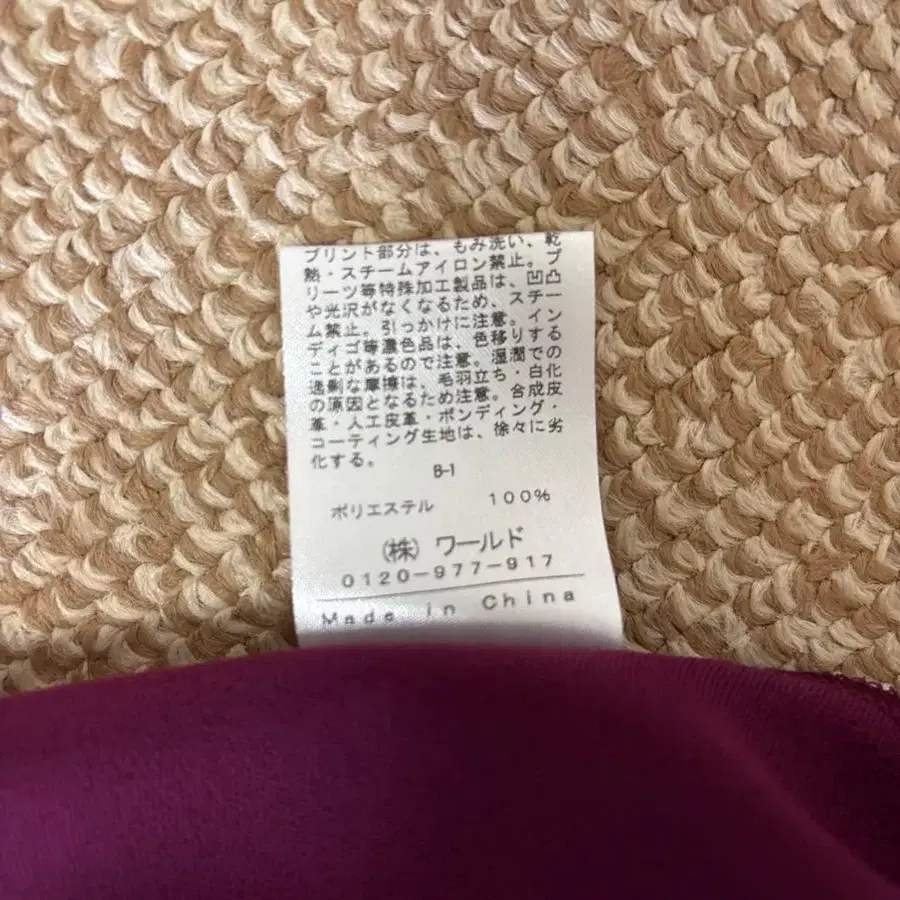 プリント部分は、もみ洗い、乾
熱・スチームアイロン禁止。プ
リーツ等特殊加工製品は、凹凸
や光沢がなくなるため、スチー
ム禁止。引っかけに注意。イン
ディゴ等濃色品は、色移りする
ことがあるので注意。湿潤での
過剰な摩擦は、毛羽立ち・白化
の原因となるため注意。合成皮
革・人工皮革・ボンディング・
コーティング生地は、徐々に劣
化する。
B-1
ポリエステル 100%
(株) ワールド
0120-977-917
Made in China